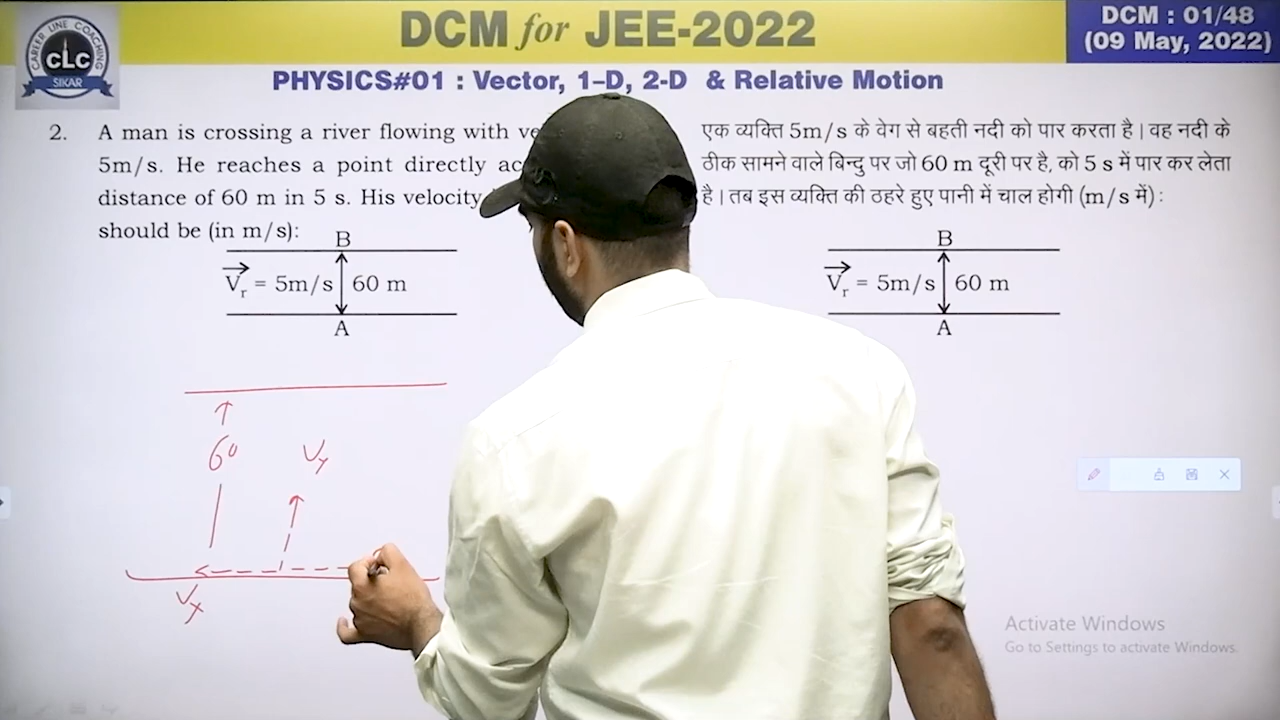 DCM for JEE-2022
DCM : 01/48
(09 May, 2022)
CAREER LINE COACHING
CLC
SIKAR
PHYSICS#01 : Vector, 1–D, 2-D & Relative Motion
2. A man is crossing a river flowing with
5m/s. He reaches a point directly
distance of 60 m in 5 s. His velocity
should be (in m/s):
B
V⃗r = 5m/s 60 m
A
एक व्यक्ति 5m/s के वेग से बहती नदी को पार करता है। वह नदी के
ठीक सामने वाले बिन्दु पर जो 60 m दूरी पर है, को 5 s में पार कर लेता
है। तब इस व्यक्ति की ठहरे हुए पानी में चाल होगी (m/s में) :
B
V⃗r = 5m/s 60 m
A
60 Vy
Vx
Activate Windows
Go to Settings to activate Windows.